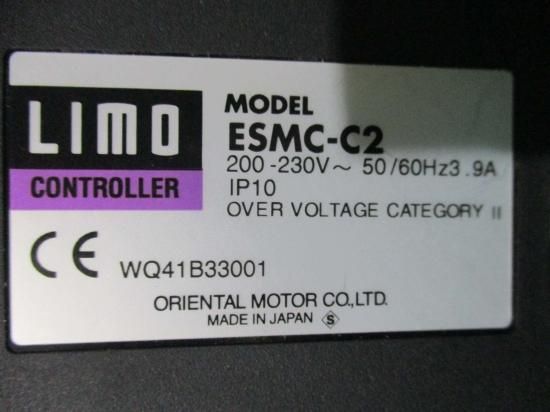 LIMO
CONTROLLER
MODEL
ESMC-C2
200-230V~ 50/60Hz3.9A
IP10
OVER VOLTAGE CATEGORY II
CE WQ41B33001
ORIENTAL MOTOR CO.,LTD.
MADE IN JAPAN S